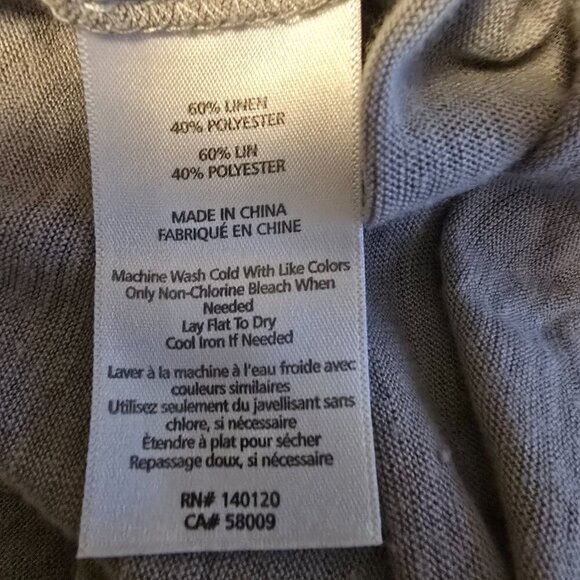 60% LINEN
40% POLYESTER
60% LIN
40% POLYESTER
MADE IN CHINA
FABRIQUÉ EN CHINE
Machine Wash Cold With Like Colors
Only Non-Chlorine Bleach When
Needed
Lay Flat To Dry
Cool Iron If Needed
Laver à la machine à l'eau froide avec
couleurs similaires
Utilisez seulement du javellisant sans
chlore, si nécessaire
Étendre à plat pour sécher
Repassage doux, si nécessaire
RN# 140120
CA# 58009